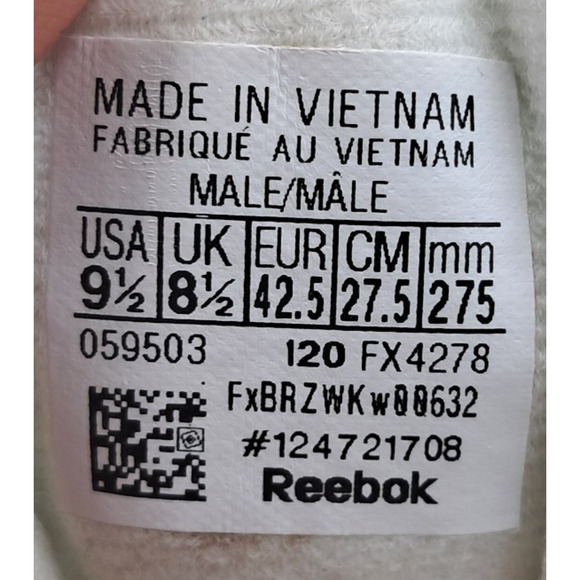 MADE IN VIETNAM
FABRIQUÉ AU VIETNAM
MALE/MÂLE
USA UK EUR CM mm
9½ 8½ 42.5 27.5 275
059503 120 FX4278
FxBRZWKw00632
#124721708
Reebok